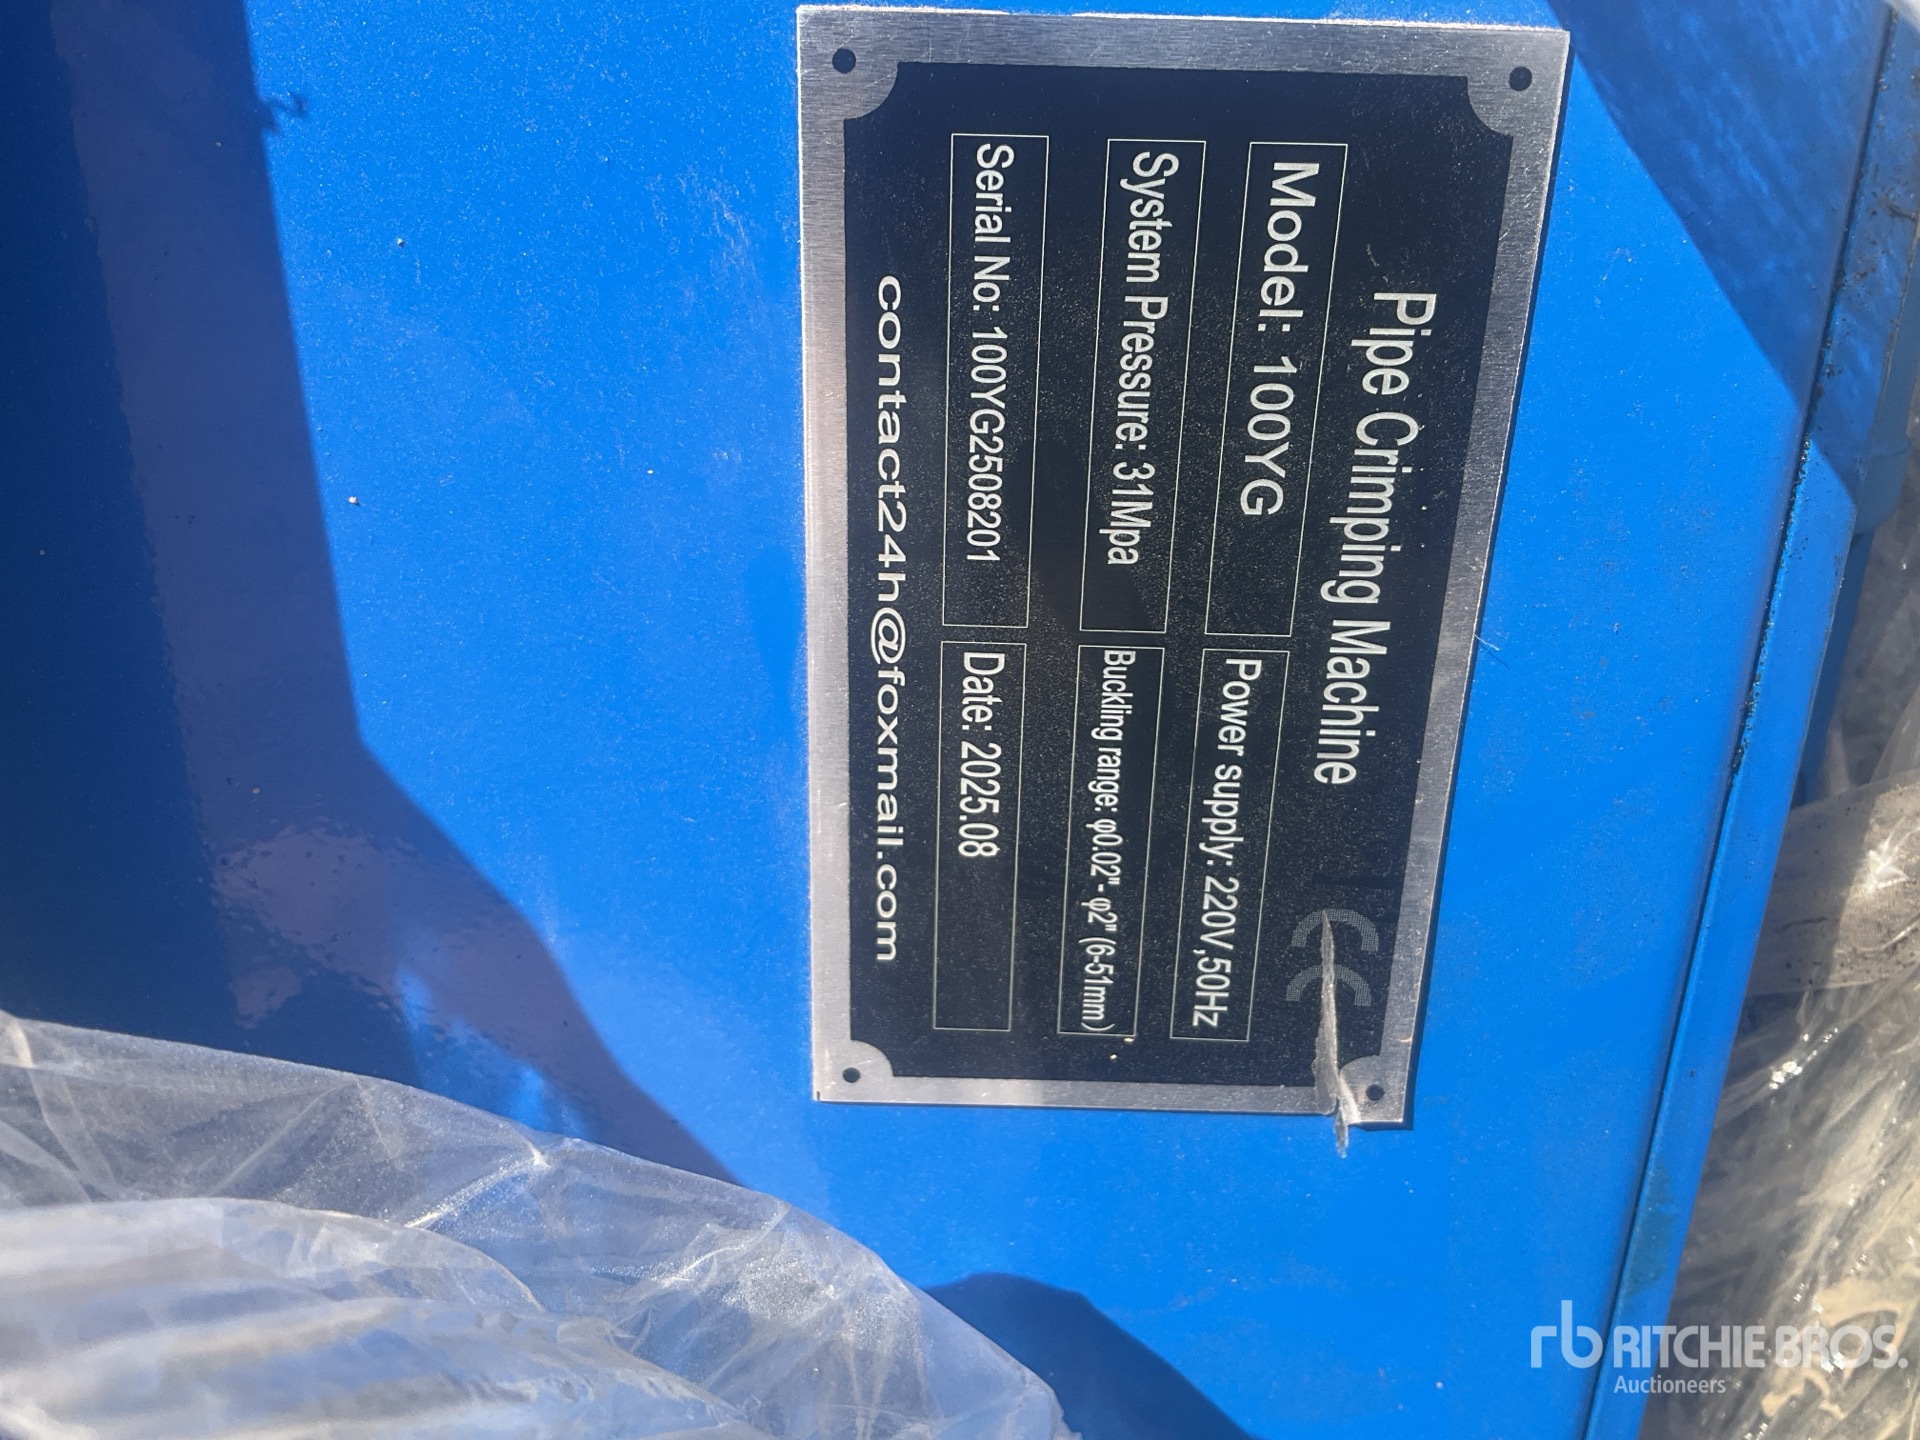 Pipe Crimping Machine
CE
Model: 100YG
Power supply: 220V,50Hz
System Pressure: 31Mpa
Buckling range: φ0.02"- φ2" (6-51mm)
Serial No: 100YG2508201
Date: 2025.08
contact24h@foxmail.com
rb RITCHIE BROS.
Auctioneers